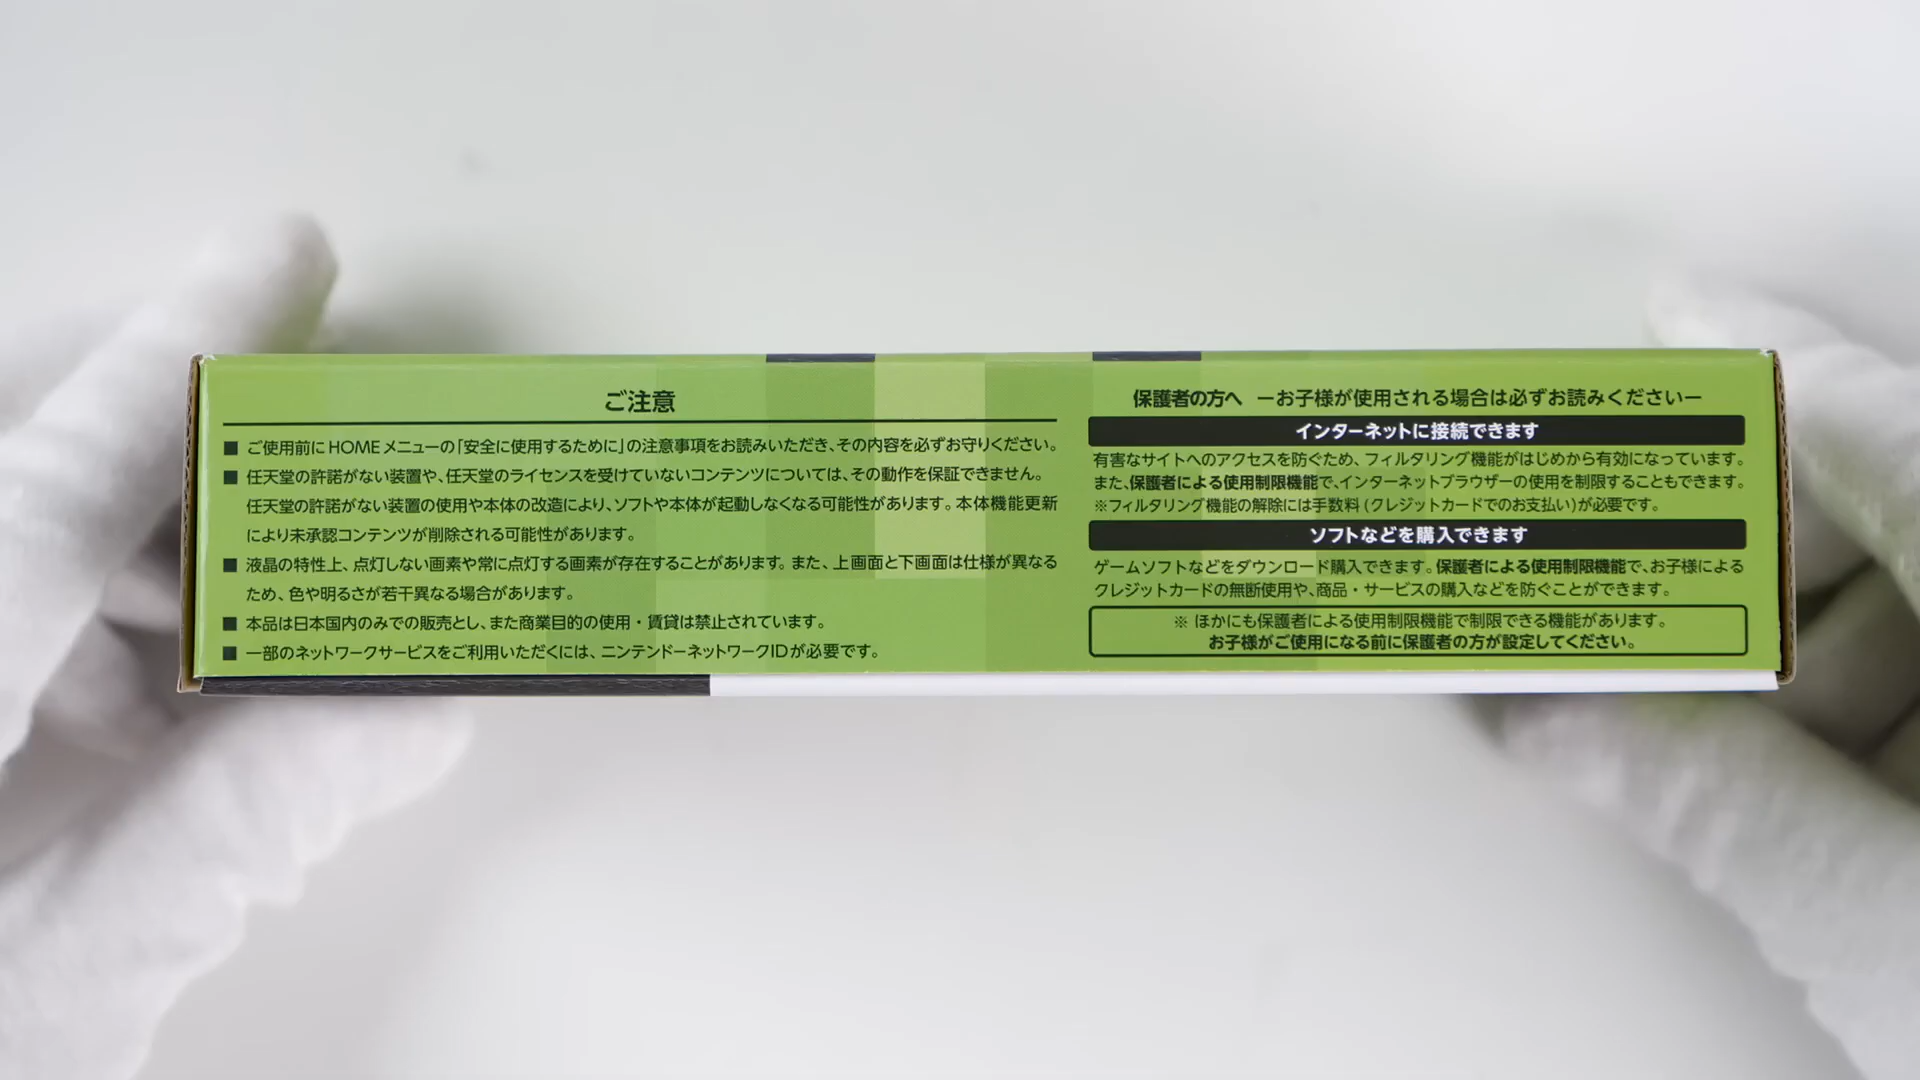 ご注意
■ ご使用前にHOMEメニューの「安全に使用するために」の注意事項をお読みいただき、その内容を必ずお守りください。
■ 任天堂の許諾がない装置や、任天堂のライセンスを受けていないコンテンツについては、その動作を保証できません。
任天堂の許諾がない装置の使用や本体の改造により、ソフトや本体が起動しなくなる可能性があります。本体機能更新
により未承認コンテンツが削除される可能性があります。
■ 液晶の特性上、点灯しない画素や常に点灯する画素が存在することがあります。また、上画面と下画面は仕様が異なる
ため、色や明るさが若干異なる場合があります。
■ 本品は日本国内のみでの販売とし、また商業目的の使用・賃貸は禁止されています。
■ 一部のネットワークサービスをご利用いただくには、ニンテンドーネットワークIDが必要です。
保護者の方へ ーお子様が使用される場合は必ずお読みくださいー
インターネットに接続できます
有害なサイトへのアクセスを防ぐため、フィルタリング機能がはじめから有効になっています。
また、保護者による使用制限機能で、インターネットブラウザーの使用を制限することもできます。
※フィルタリング機能の解除には手数料(クレジットカードでのお支払い)が必要です。
ソフトなどを購入できます
ゲームソフトなどをダウンロード購入できます。保護者による使用制限機能で、お子様による
クレジットカードの無断使用や、商品・サービスの購入などを防ぐことができます。
※ ほかにも保護者による使用制限機能で制限できる機能があります。
お子様がご使用になる前に保護者の方が設定してください。